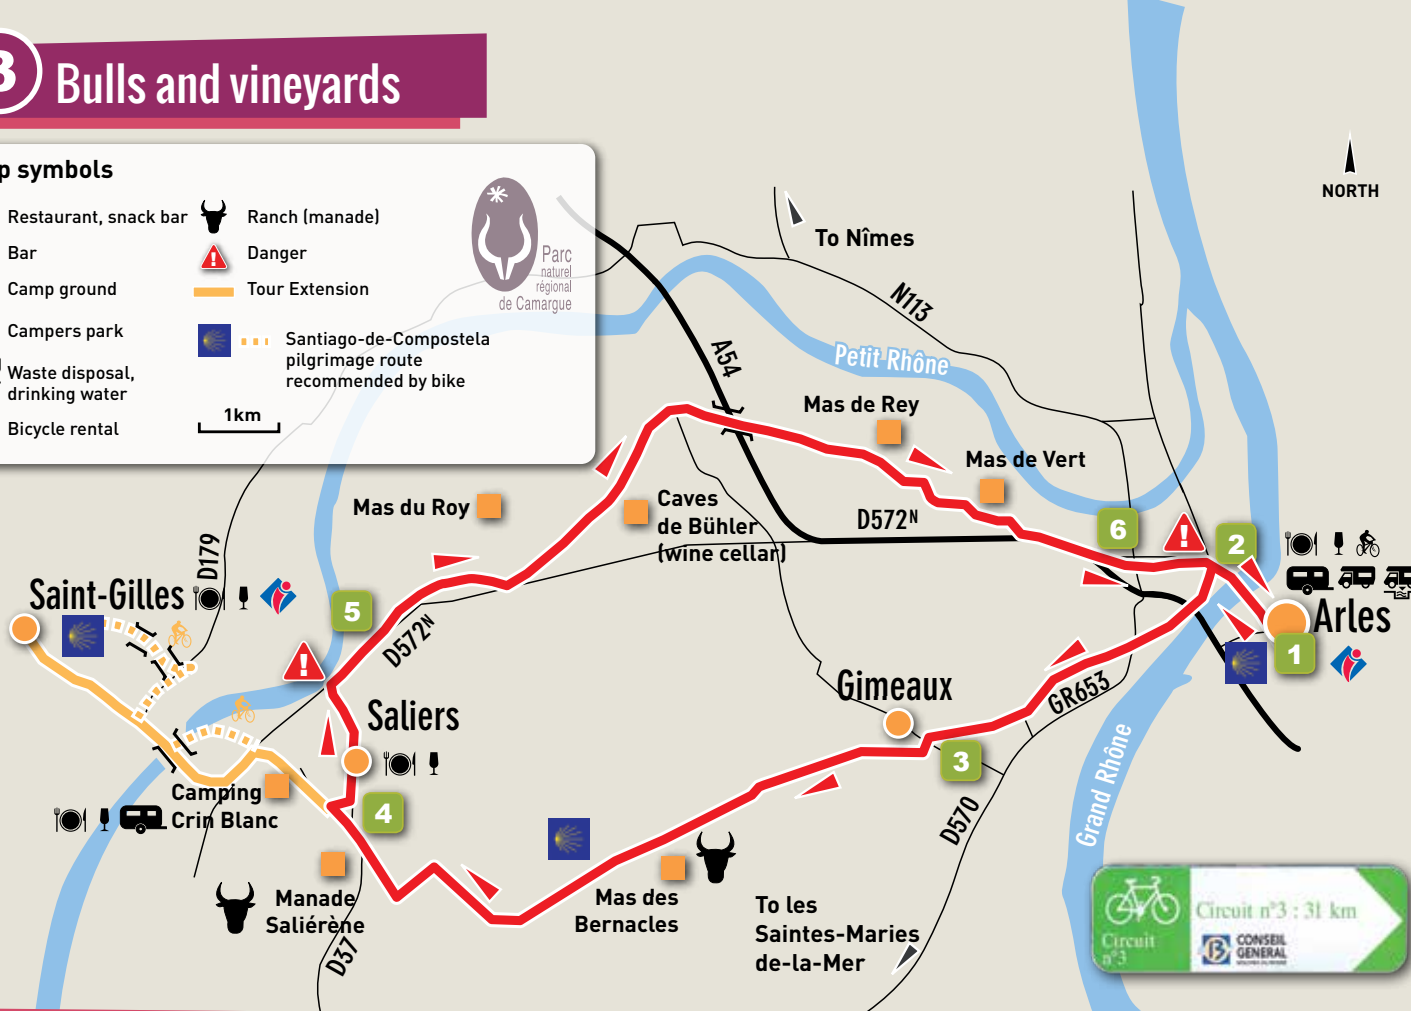 3
Bulls and vineyards
p symbols
Restaurant, snack bar
Bar
Camp ground
Campers park
Waste disposal,
drinking water
Bicycle rental
Ranch (manade)
Danger
Tour Extension
Santiago-de-Compostela
pilgrimage route
recommended by bike
1km
Parc
naturel
régional
de Camargue
NORTH
To Nîmes
N113
A54
Petit Rhône
Mas de Rey
Mas de Vert
Mas du Roy
Caves
de Bühler
(wine cellar)
D572N
D179
Saint-Gilles
5
6
2
Arles
1
D572N
Saliers
Gimeaux
GR653
3
Grand Rhône
D570
4
Camping
Crin Blanc
Manade
Saliérène
D37
Mas des
Bernacles
To les
Saintes-Maries
de-la-Mer
Circuit n°3 : 31 km
Circuit
n°3
CONSEIL
GENERAL